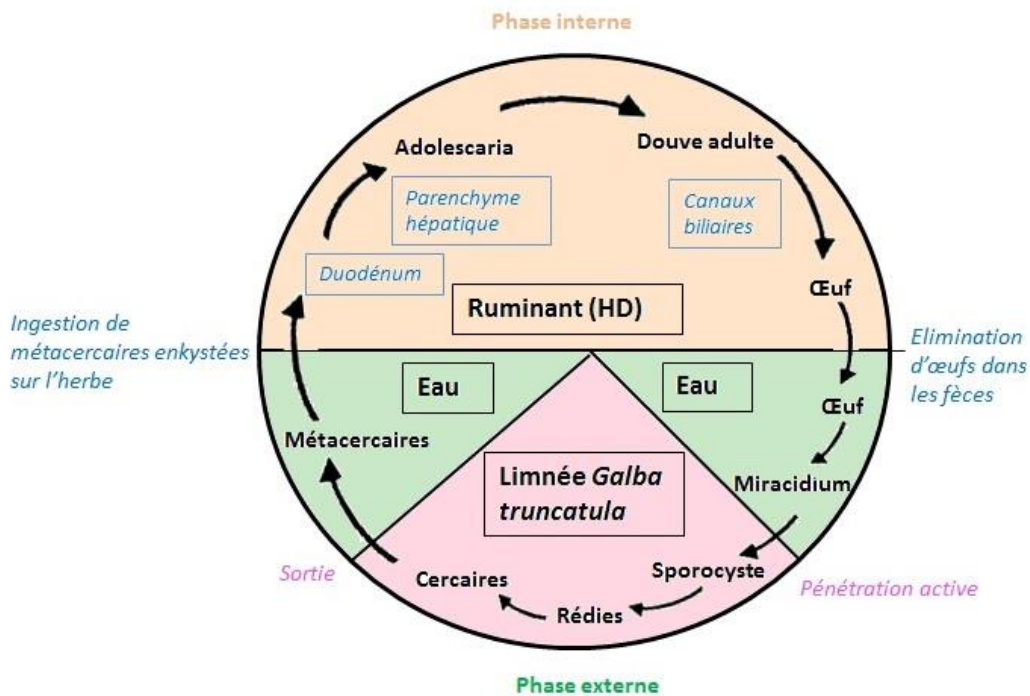 Phase interne
Adolescaria
Douve adulte
Parenchyme
hépatique
Canaux
biliaires
Duodénum
Œuf
Ruminant (HD)
Ingestion de
métacercaires enkystées
sur l'herbe
Elimination
d'œufs dans
les fèces
Eau
Eau
Œuf
Métacercaires
Miracidium
Limnée Galba
truncatula
Sortie
Cercaires
Sporocyste
Pénétration active
Rédies
Phase externe